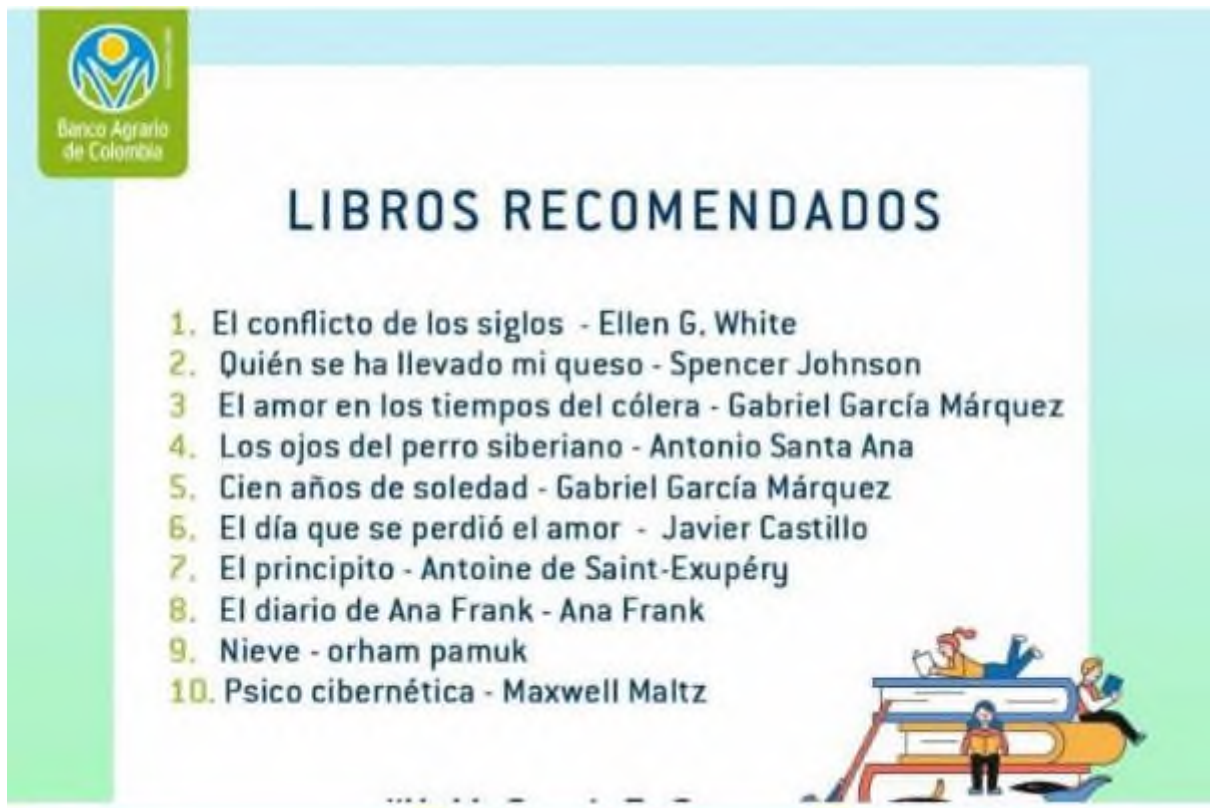 Banco Agrario
de Colombia
LIBROS RECOMENDADOS
1. El conflicto de los siglos - Ellen G. White
2. Quién se ha llevado mi queso - Spencer Johnson
3 El amor en los tiempos del cólera - Gabriel García Márquez
4. Los ojos del perro siberiano - Antonio Santa Ana
5. Cien años de soledad - Gabriel García Márquez
6. El día que se perdió el amor - Javier Castillo
7. El principito - Antoine de Saint-Exupéry
8. El diario de Ana Frank - Ana Frank
9. Nieve - orham pamuk
10. Psico cibernética - Maxwell Maltz